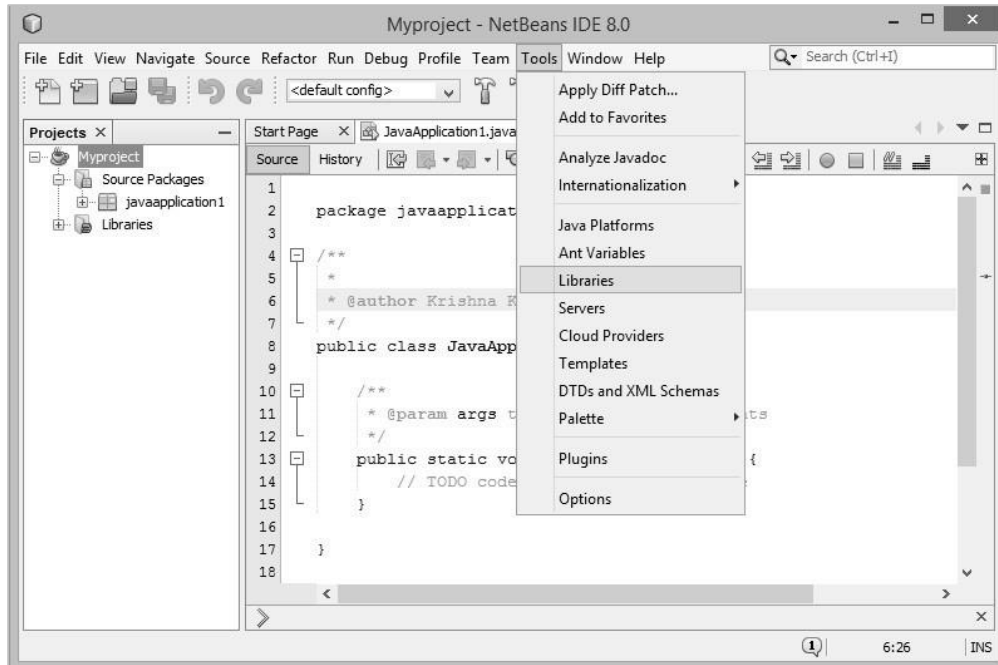 Myproject - NetBeans IDE 8.0
File Edit View Navigate Source Refactor Run Debug Profile Team Tools Window Help
Search (Ctrl+I)
<default config>
Projects
Myproject
Source Packages
javaapplication1
Libraries
Start Page
JavaApplication1.java
Source History
1
2 package javaapplicat
3
4 /**
5 *
6 * @author Krishna K
7 */
8 public class JavaApp
9
10 /**
11 * @param args t ts
12 */
13 public static vo {
14 // TODO code
15 }
16
17 }
18
Apply Diff Patch...
Add to Favorites
Analyze Javadoc
Internationalization
Java Platforms
Ant Variables
Libraries
Servers
Cloud Providers
Templates
DTDs and XML Schemas
Palette
Plugins
Options
1
6:26
INS